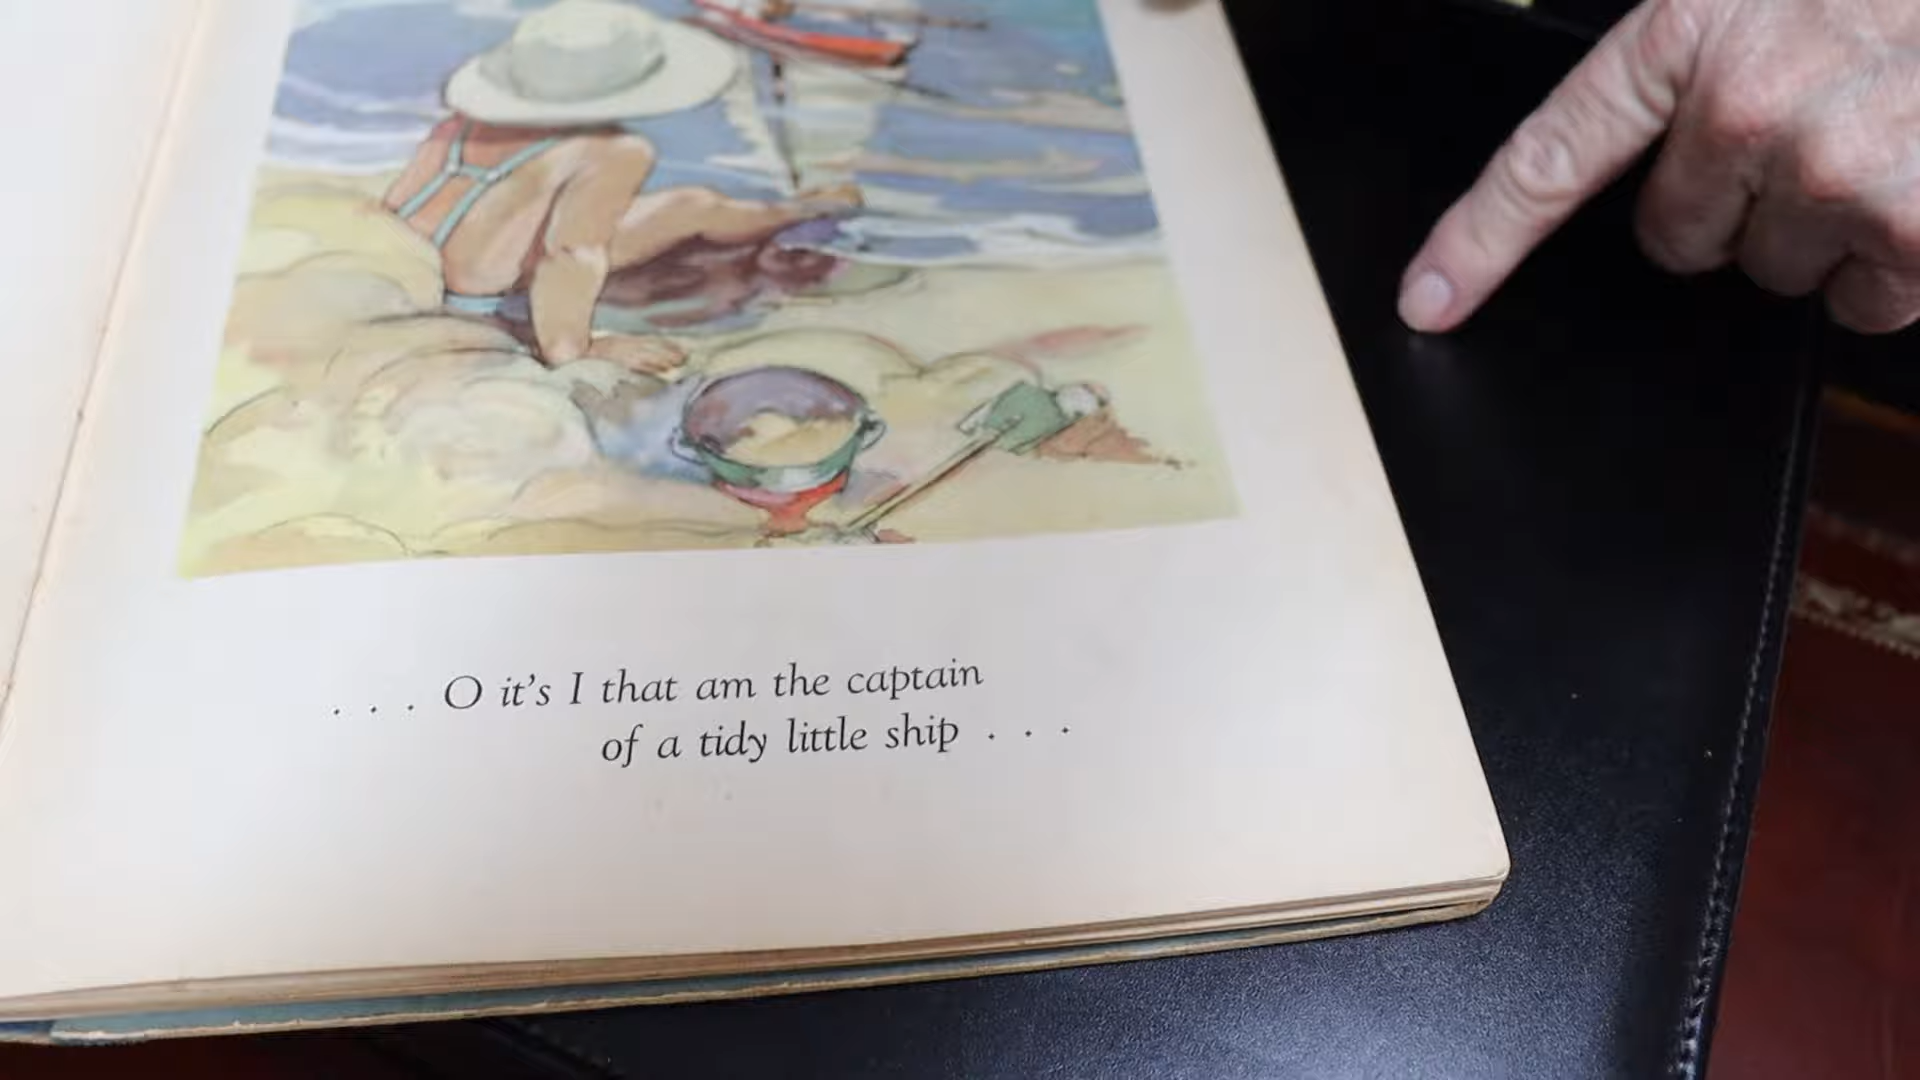 . . . O it's I that am the captain
of a tidy little ship . . .